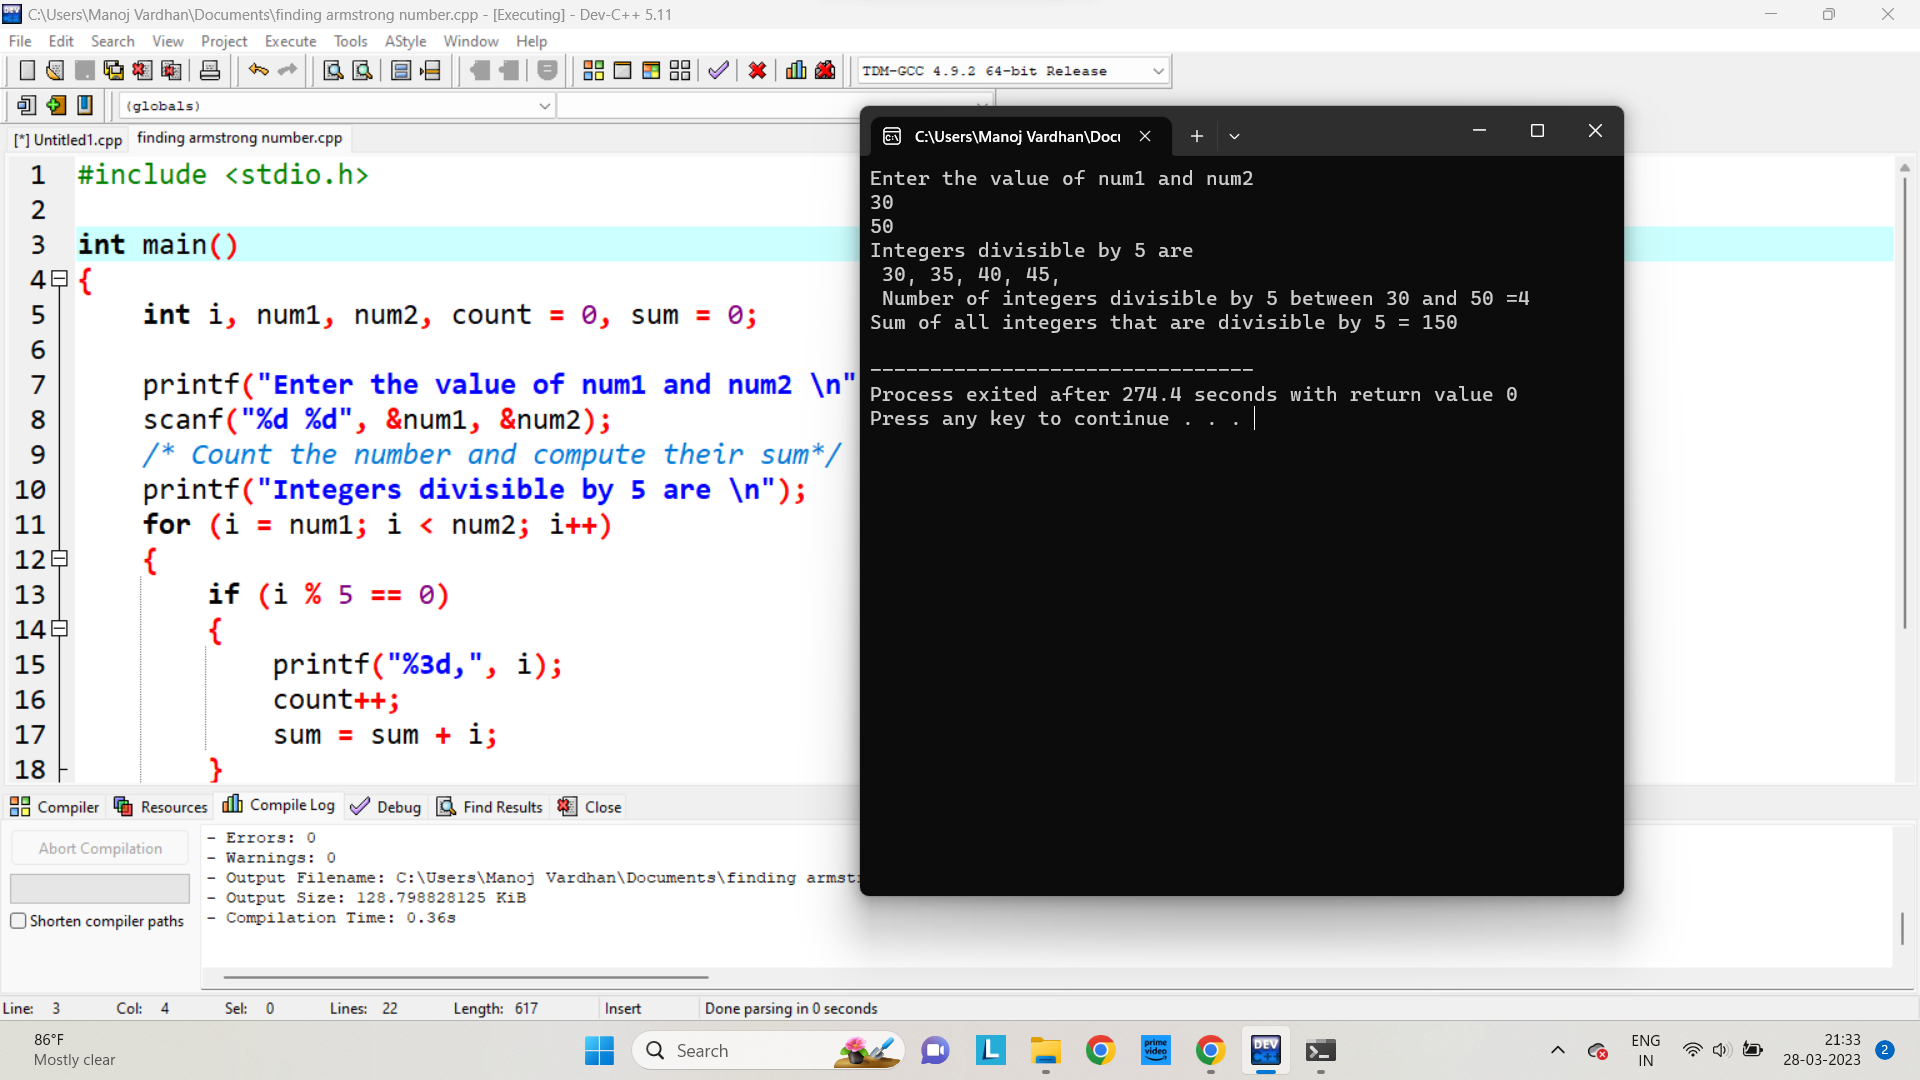 C:\Users\Manoj Vardhan\Documents\finding armstrong number.cpp - [Executing] - Dev-C++ 5.11
File Edit Search View Project Execute Tools AStyle Window Help
TDM-GCC 4.9.2 64-bit Release
(globals)
[*] Untitled1.cpp finding armstrong number.cpp
1 #include <stdio.h>
2
3 int main()
4 {
5 int i, num1, num2, count = 0, sum = 0;
6
7 printf("Enter the value of num1 and num2 \n"
8 scanf("%d %d", &num1, &num2);
9 /* Count the number and compute their sum*/
10 printf("Integers divisible by 5 are \n");
11 for (i = num1; i < num2; i++)
12 {
13 if (i % 5 == 0)
14 {
15 printf("%3d,", i);
16 count++;
17 sum = sum + i;
18 }
C:\Users\Manoj Vardhan\Docu
Enter the value of num1 and num2
30
50
Integers divisible by 5 are
30, 35, 40, 45,
Number of integers divisible by 5 between 30 and 50 =4
Sum of all integers that are divisible by 5 = 150
--------------------------------
Process exited after 274.4 seconds with return value 0
Press any key to continue . . .
Compiler Resources Compile Log Debug Find Results Close
Abort Compilation
Shorten compiler paths
- Errors: 0
- Warnings: 0
- Output Filename: C:\Users\Manoj Vardhan\Documents\finding armst
- Output Size: 128.798828125 KiB
- Compilation Time: 0.36s
Line: 3 Col: 4 Sel: 0 Lines: 22 Length: 617 Insert Done parsing in 0 seconds
86°F
Mostly clear
Search
L
prime video
DEV C++
ENG
IN
21:33
28-03-2023
2